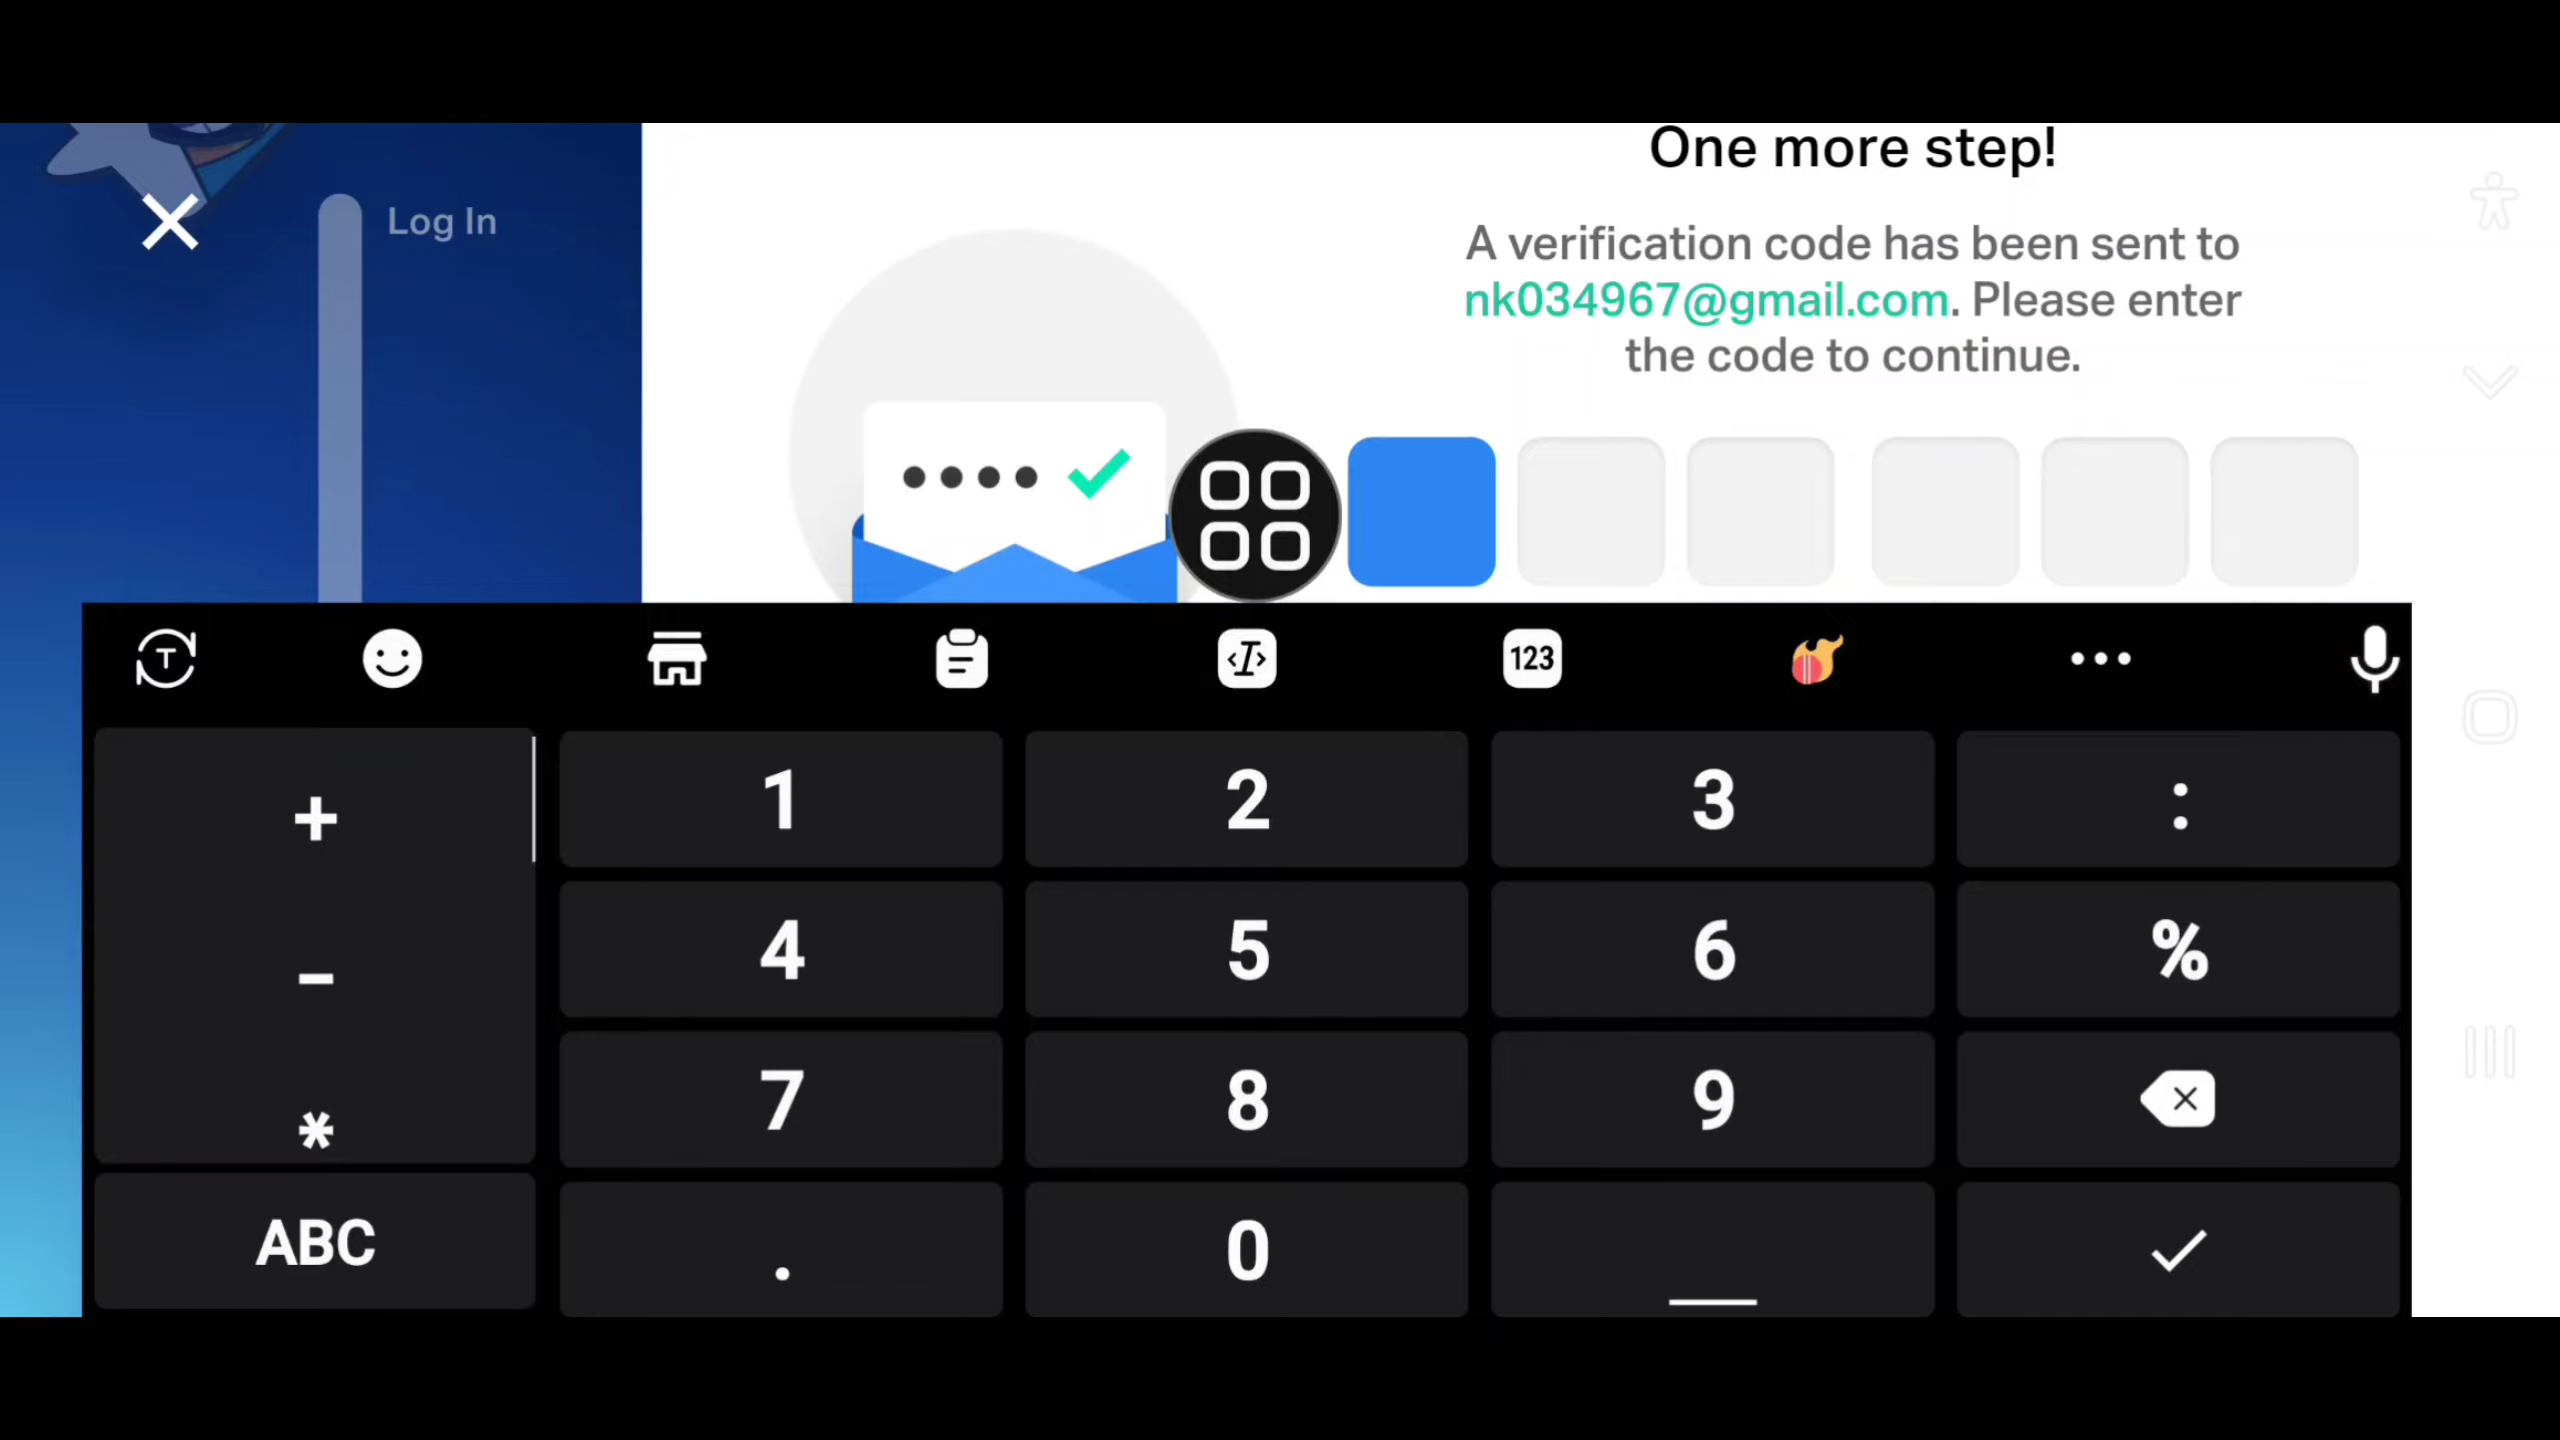 One more step!
Log In
A verification code has been sent to
nk034967@gmail.com. Please enter
the code to continue.
T
I
123
+ 1 2 3 :
- 4 5 6 %
* 7 8 9
ABC . 0